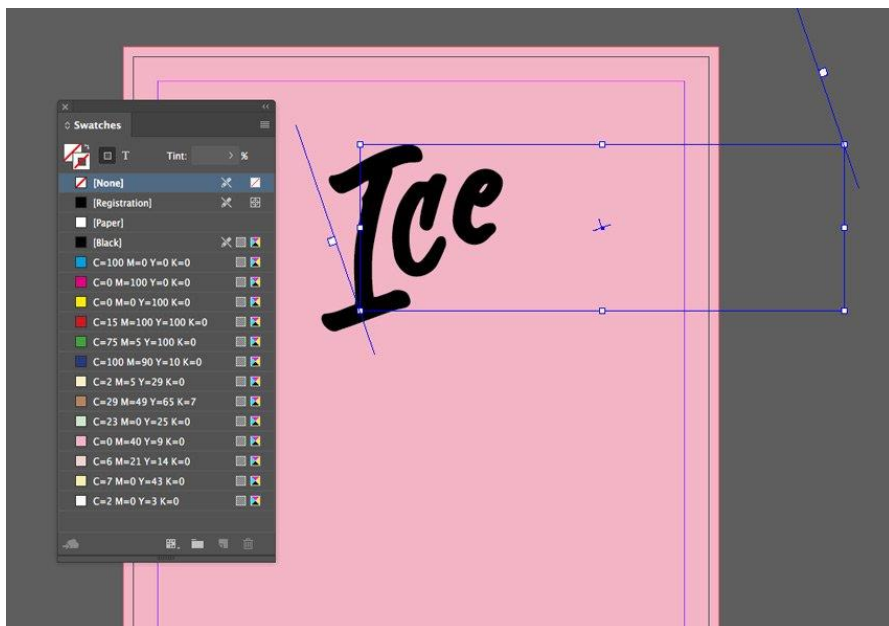 Swatches
T Tint: > %
[None]
[Registration]
[Paper]
[Black]
C=100 M=0 Y=0 K=0
C=0 M=100 Y=0 K=0
C=0 M=0 Y=100 K=0
C=15 M=100 Y=100 K=0
C=75 M=5 Y=100 K=0
C=100 M=90 Y=10 K=0
C=2 M=5 Y=29 K=0
C=29 M=49 Y=65 K=7
C=23 M=0 Y=25 K=0
C=0 M=40 Y=9 K=0
C=6 M=21 Y=14 K=0
C=7 M=0 Y=43 K=0
C=2 M=0 Y=3 K=0
Ice